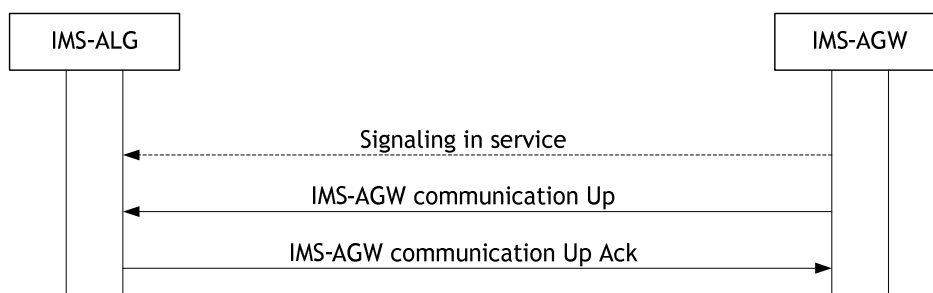 IMS-ALG
IMS-AGW
Signaling in service
IMS-AGW communication Up
IMS-AGW communication Up Ack